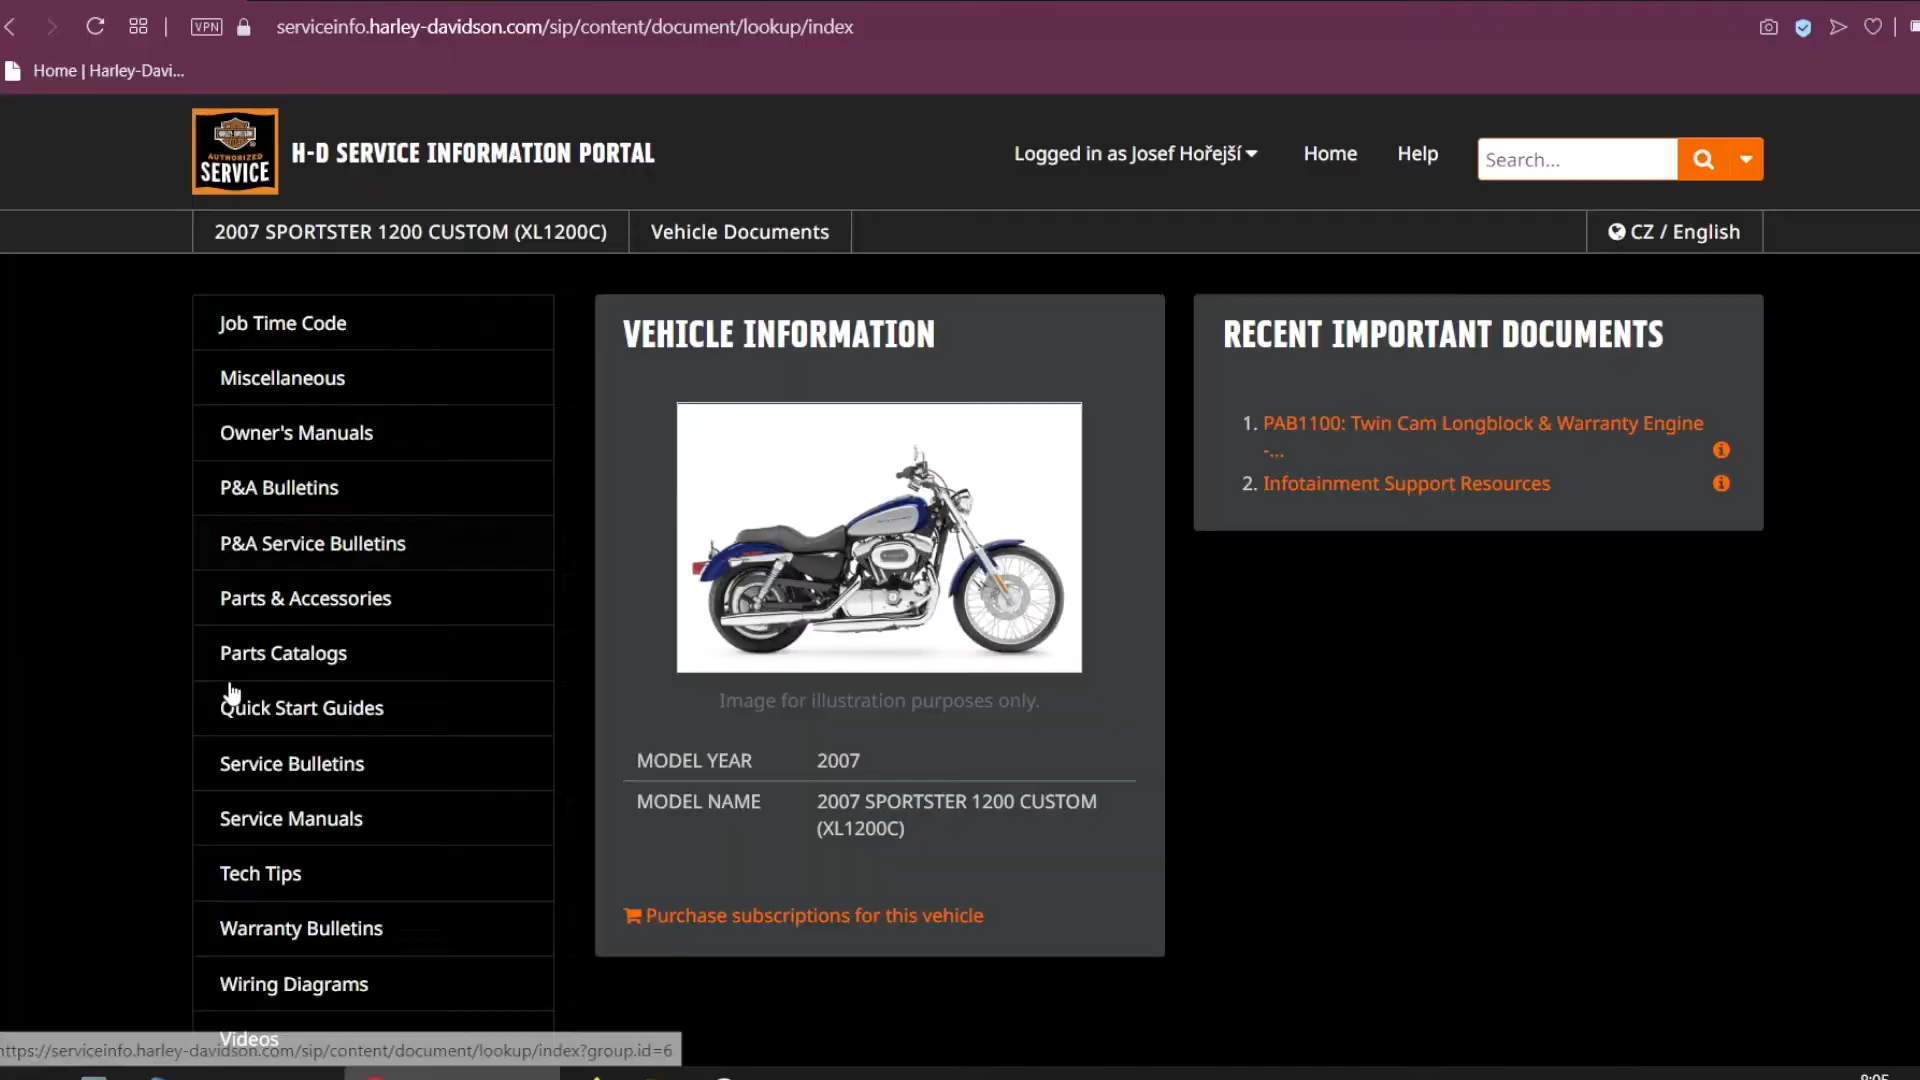 VPN
serviceinfo.harley-davidson.com/sip/content/document/lookup/index
Home | Harley-Davi...
AUTHORIZED
SERVICE
H-D SERVICE INFORMATION PORTAL
Logged in as Josef Hořejší
Home
Help
Search...
2007 SPORTSTER 1200 CUSTOM (XL1200C)
Vehicle Documents
CZ / English
Job Time Code
Miscellaneous
Owner's Manuals
P&A Bulletins
P&A Service Bulletins
Parts & Accessories
Parts Catalogs
Quick Start Guides
Service Bulletins
Service Manuals
Tech Tips
Warranty Bulletins
Wiring Diagrams
Videos
VEHICLE INFORMATION
Image for illustration purposes only.
MODEL YEAR 2007
MODEL NAME 2007 SPORTSTER 1200 CUSTOM
(XL1200C)
Purchase subscriptions for this vehicle
RECENT IMPORTANT DOCUMENTS
1. PAB1100: Twin Cam Longblock & Warranty Engine
-...
2. Infotainment Support Resources
https://serviceinfo.harley-davidson.com/sip/content/document/lookup/index?group.id=6